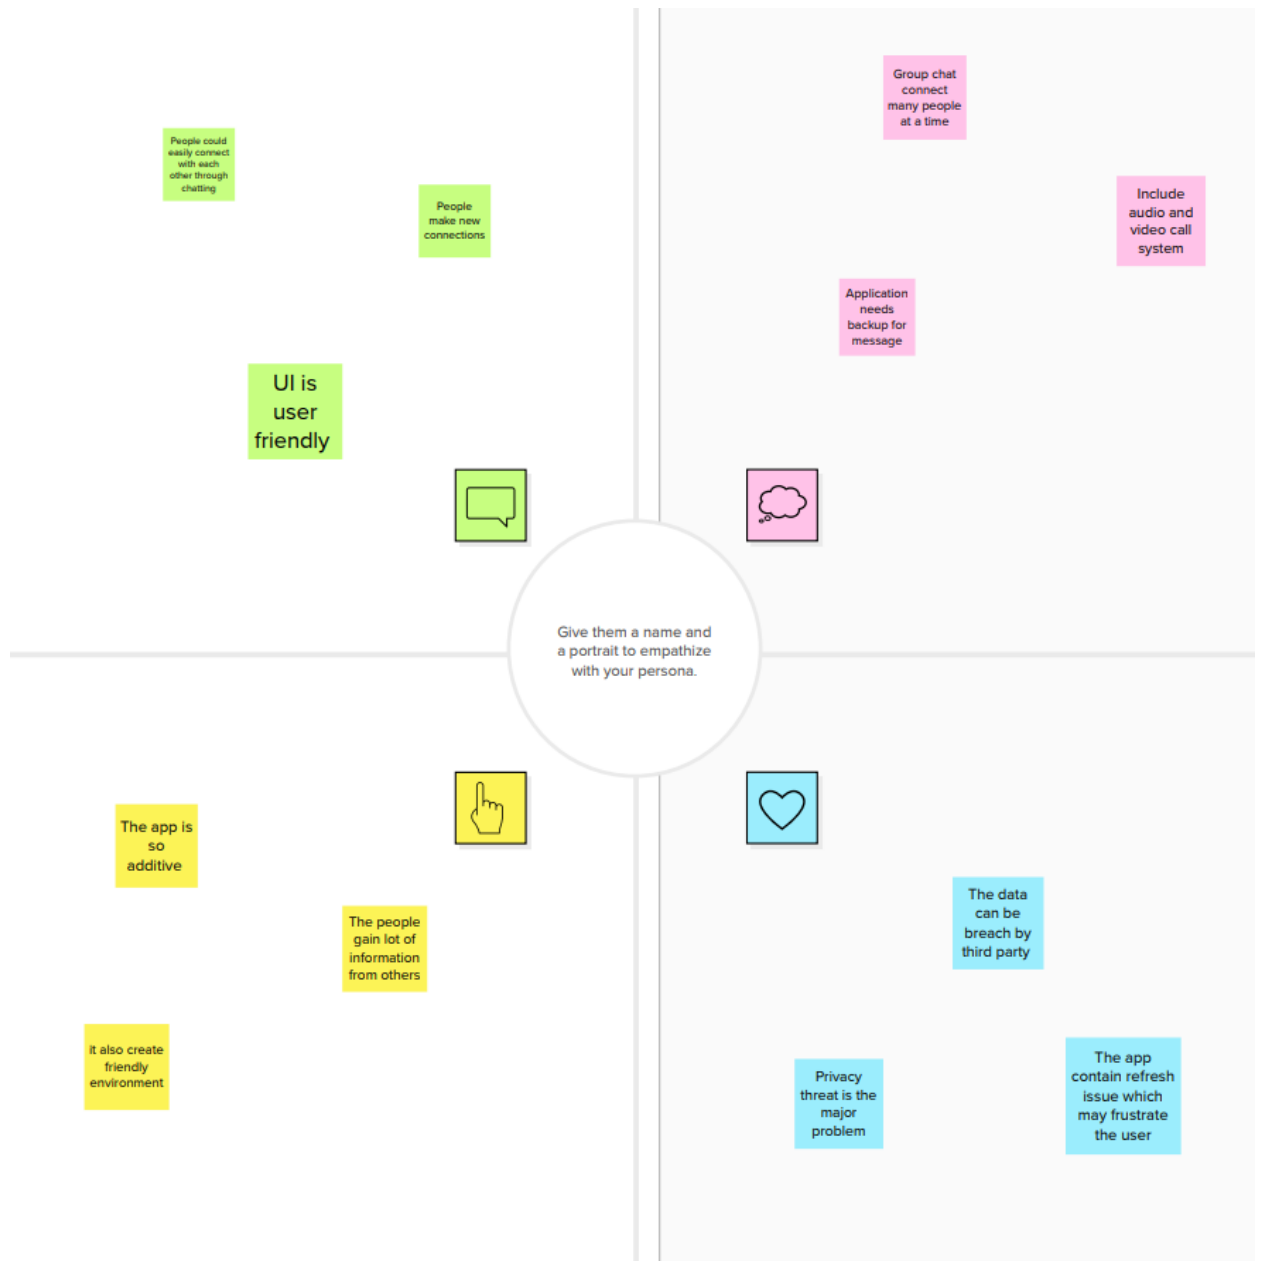 People could
easily connect
with each
other through
chatting
People
make new
connections
UI is
user
friendly
Group chat
connect
many people
at a time
Include
audio and
video call
system
Application
needs
backup for
message
Give them a name and
a portrait to empathize
with your persona.
The app is
so
additive
The people
gain lot of
information
from others
it also create
friendly
environment
The data
can be
breach by
third party
Privacy
threat is the
major
problem
The app
contain refresh
issue which
may frustrate
the user